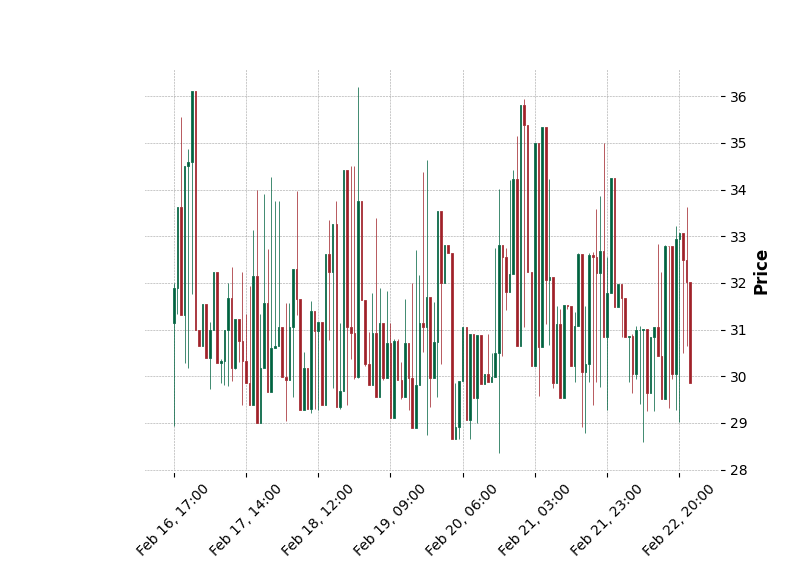 36
35
34
33
32
31
30
29
28
Price
Feb 16, 17:00
Feb 17, 14:00
Feb 18, 12:00
Feb 19, 09:00
Feb 20, 06:00
Feb 21, 03:00
Feb 21, 23:00
Feb 22, 20:00